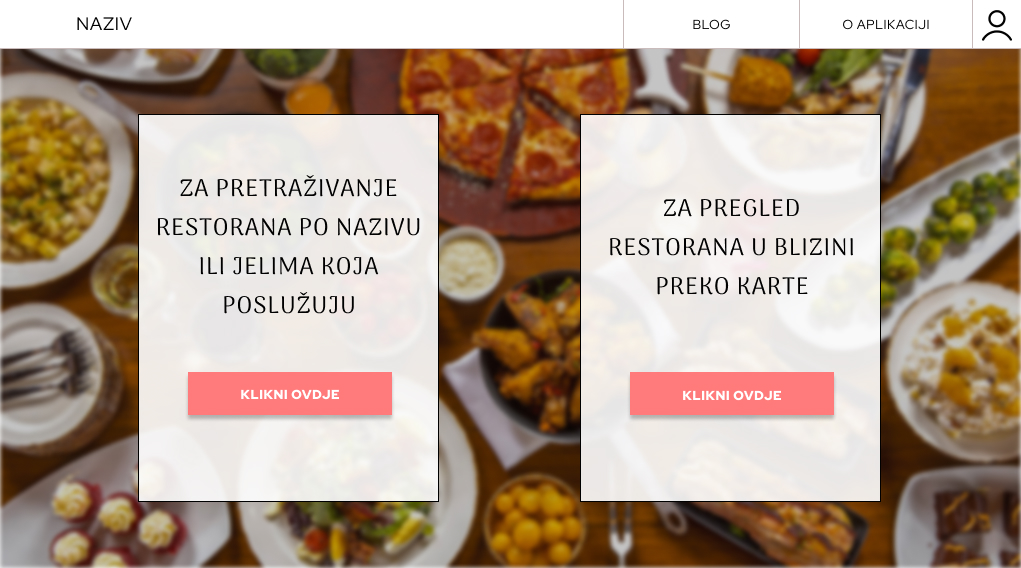 NAZIV
BLOG
O APLIKACIJI
ZA PRETRAŽIVANJE
RESTORANA PO NAZIVU
ILI JELIMA KOJA
POSLUŽUJU
KLIKNI OVDJE
ZA PREGLED
RESTORANA U BLIZINI
PREKO KARTE
KLIKNI OVDJE